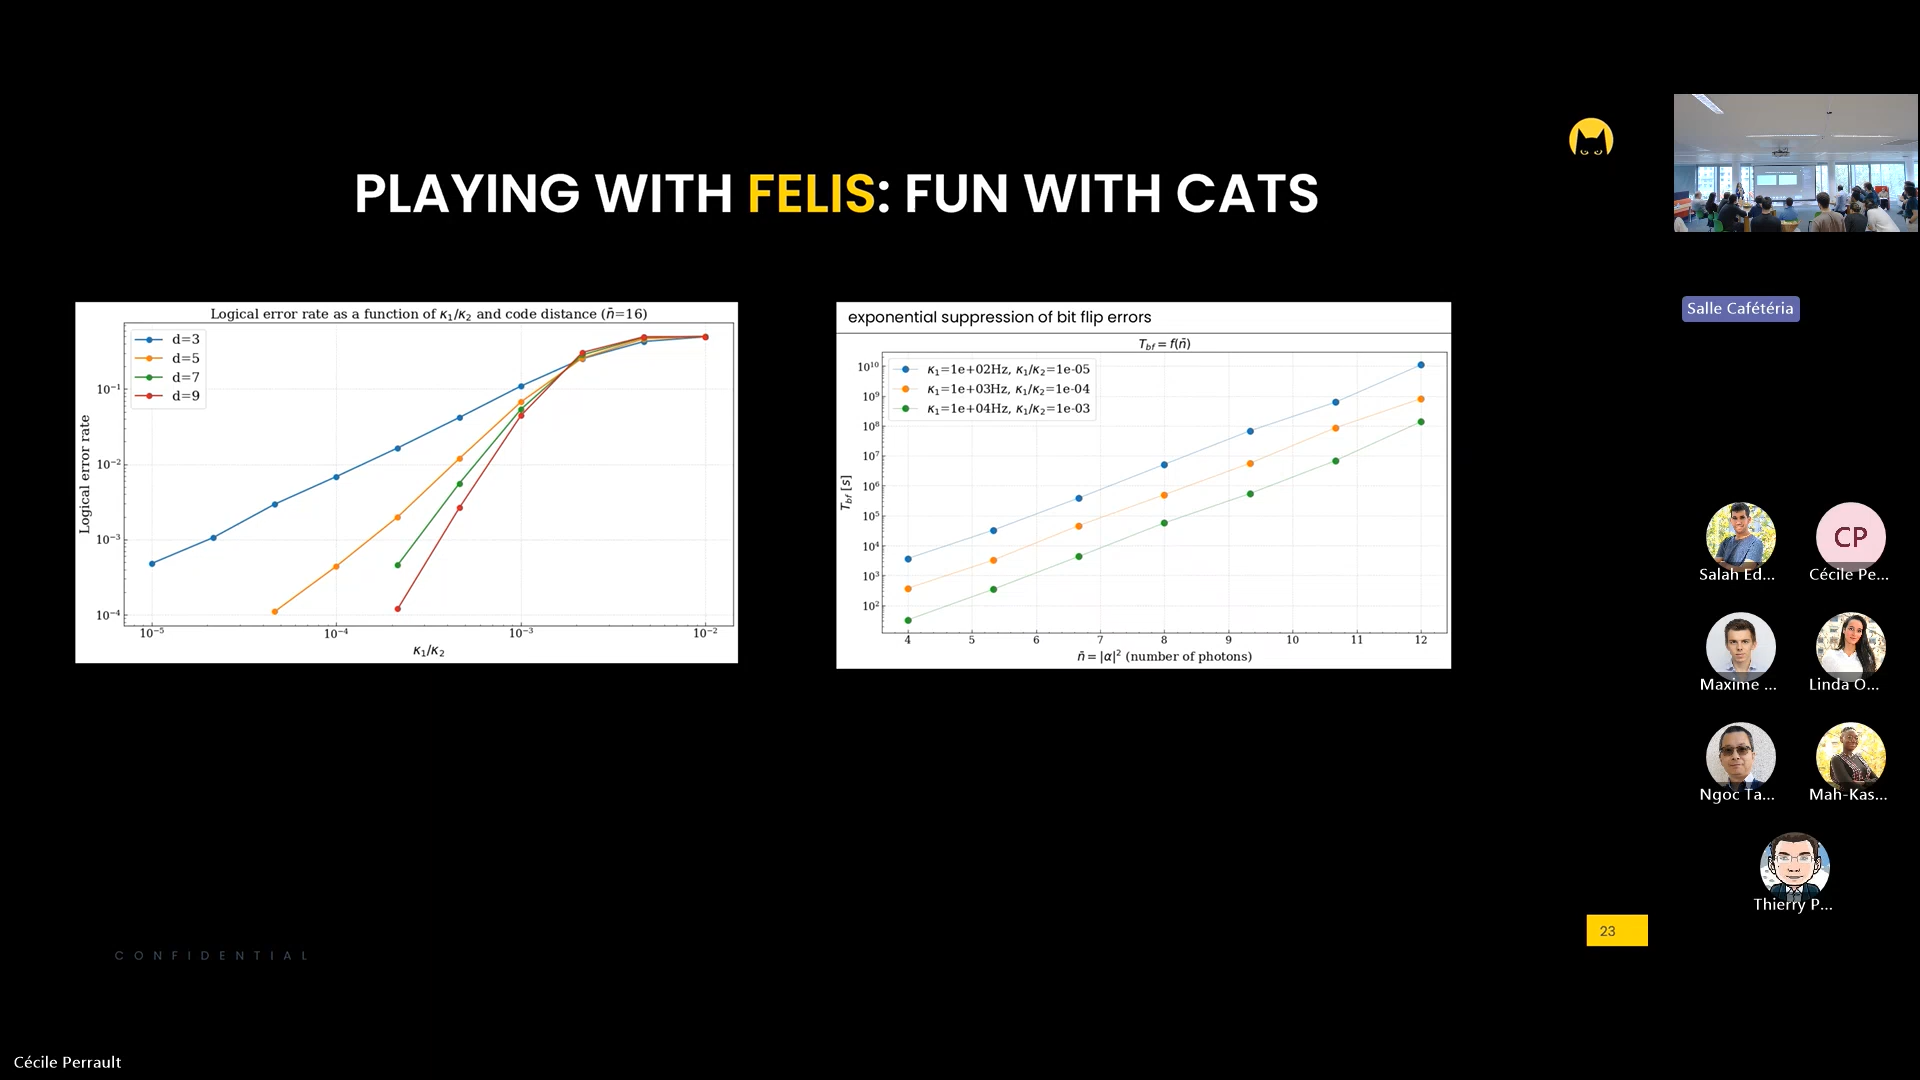 PLAYING WITH FELIS: FUN WITH CATS
Logical error rate as a function of κ₁/κ₂ and code distance (n̄=16)
d=3
d=5
d=7
d=9
Logical error rate
10⁻¹
10⁻²
10⁻³
10⁻⁴
10⁻⁵ 10⁻⁴ 10⁻³ 10⁻²
κ₁/κ₂
exponential suppression of bit flip errors
T_bf = f(n̄)
κ₁=1e+02Hz, κ₁/κ₂=1e-05
κ₁=1e+03Hz, κ₁/κ₂=1e-04
κ₁=1e+04Hz, κ₁/κ₂=1e-03
T_bf [s]
10¹⁰
10⁹
10⁸
10⁷
10⁶
10⁵
10⁴
10³
10²
4 5 6 7 8 9 10 11 12
n̄ = |α|² (number of photons)
CONFIDENTIAL
23
Salle Cafétéria
Salah Ed...
CP
Cécile Pe...
Maxime ...
Linda O...
Ngoc Ta...
Mah-Kas...
Thierry P...
Cécile Perrault